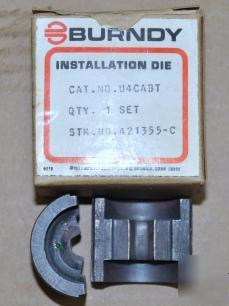 BURNDY
INSTALLATION DIE
CAT.NO.U4CABT
QTY. 1 SET
STK.NO.421355-C